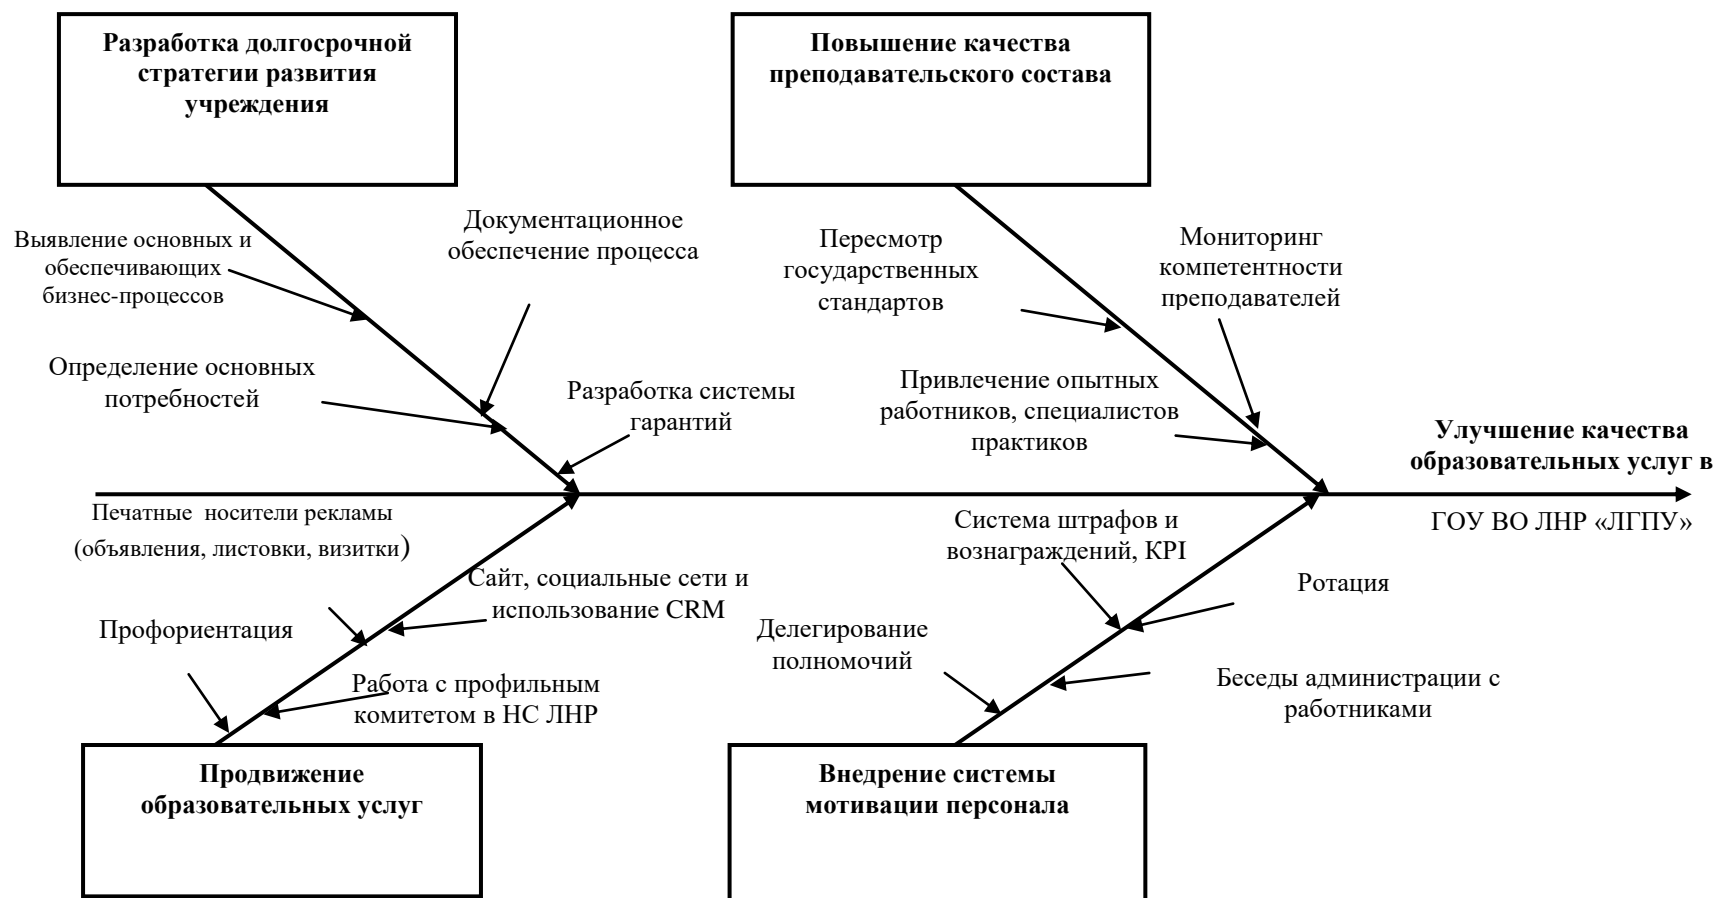 Разработка долгосрочной
стратегии развития
учреждения
Повышение качества
преподавательского состава
Выявление основных и
обеспечивающих
бизнес-процессов
Документационное
обеспечение процесса
Пересмотр
государственных
стандартов
Мониторинг
компетентности
преподавателей
Определение основных
потребностей
Разработка системы
гарантий
Привлечение опытных
работников, специалистов
практиков
Улучшение качества
образовательных услуг в
ГОУ ВО ЛНР «ЛГПУ»
Печатные носители рекламы
(объявления, листовки, визитки)
Сайт, социальные сети и
использование CRM
Профориентация
Работа с профильным
комитетом в НС ЛНР
Система штрафов и
вознаграждений, KPI
Ротация
Делегирование
полномочий
Беседы администрации с
работниками
Продвижение
образовательных услуг
Внедрение системы
мотивации персонала